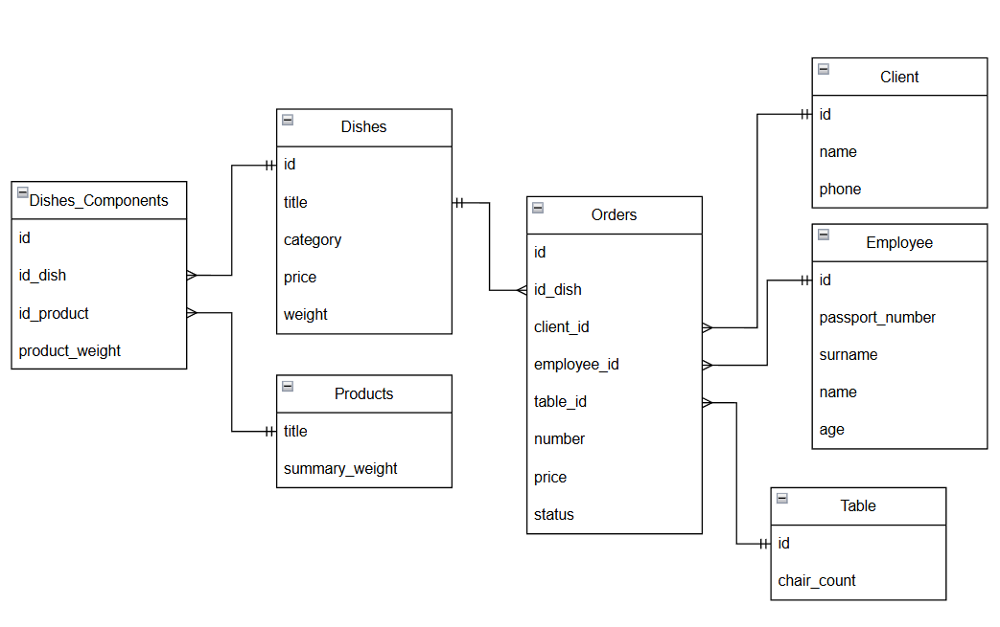 Dishes_Components
id
id_dish
id_product
product_weight
Dishes
id
title
category
price
weight
Products
title
summary_weight
Orders
id
id_dish
client_id
employee_id
table_id
number
price
status
Client
id
name
phone
Employee
id
passport_number
surname
name
age
Table
id
chair_count